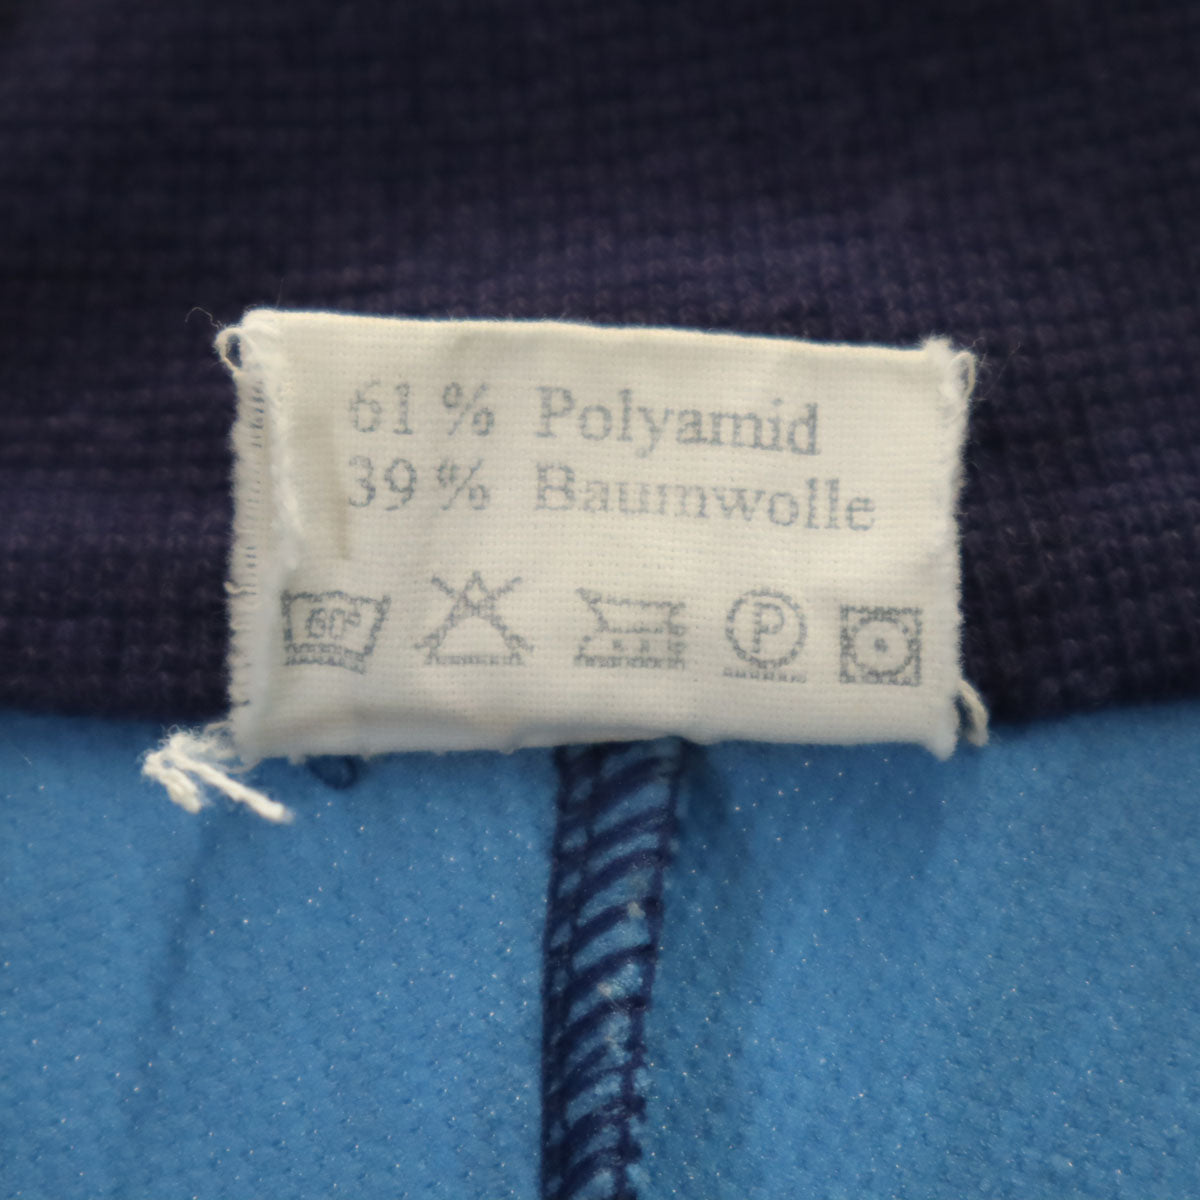 61 % Polyamid
39 % Baumwolle
60° P